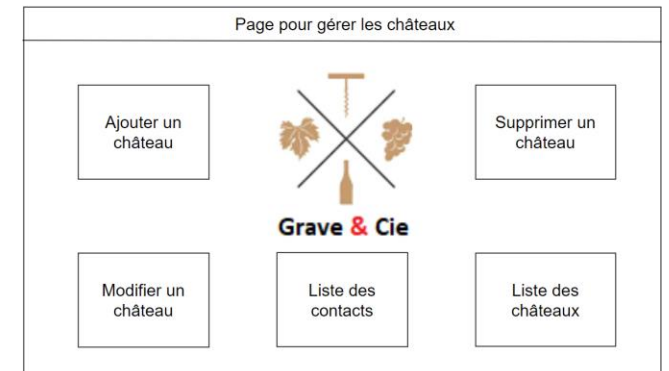 Page pour gérer les châteaux
Ajouter un
château
Supprimer un
château
Grave & Cie
Modifier un
château
Liste des
contacts
Liste des
châteaux